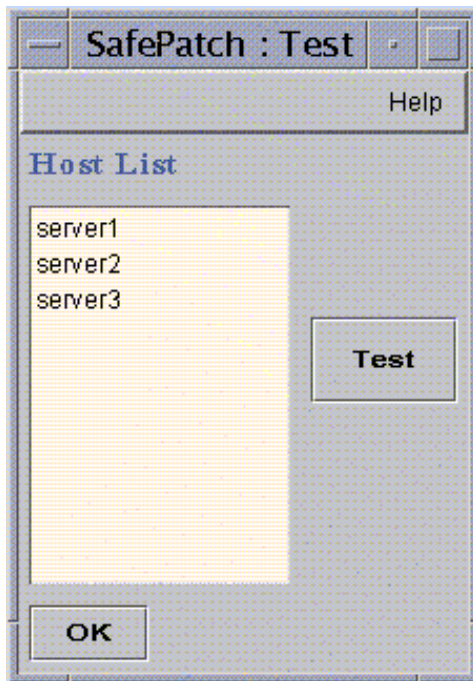 SafePatch : Test
Help
Host List
server1
server2
server3
Test
OK